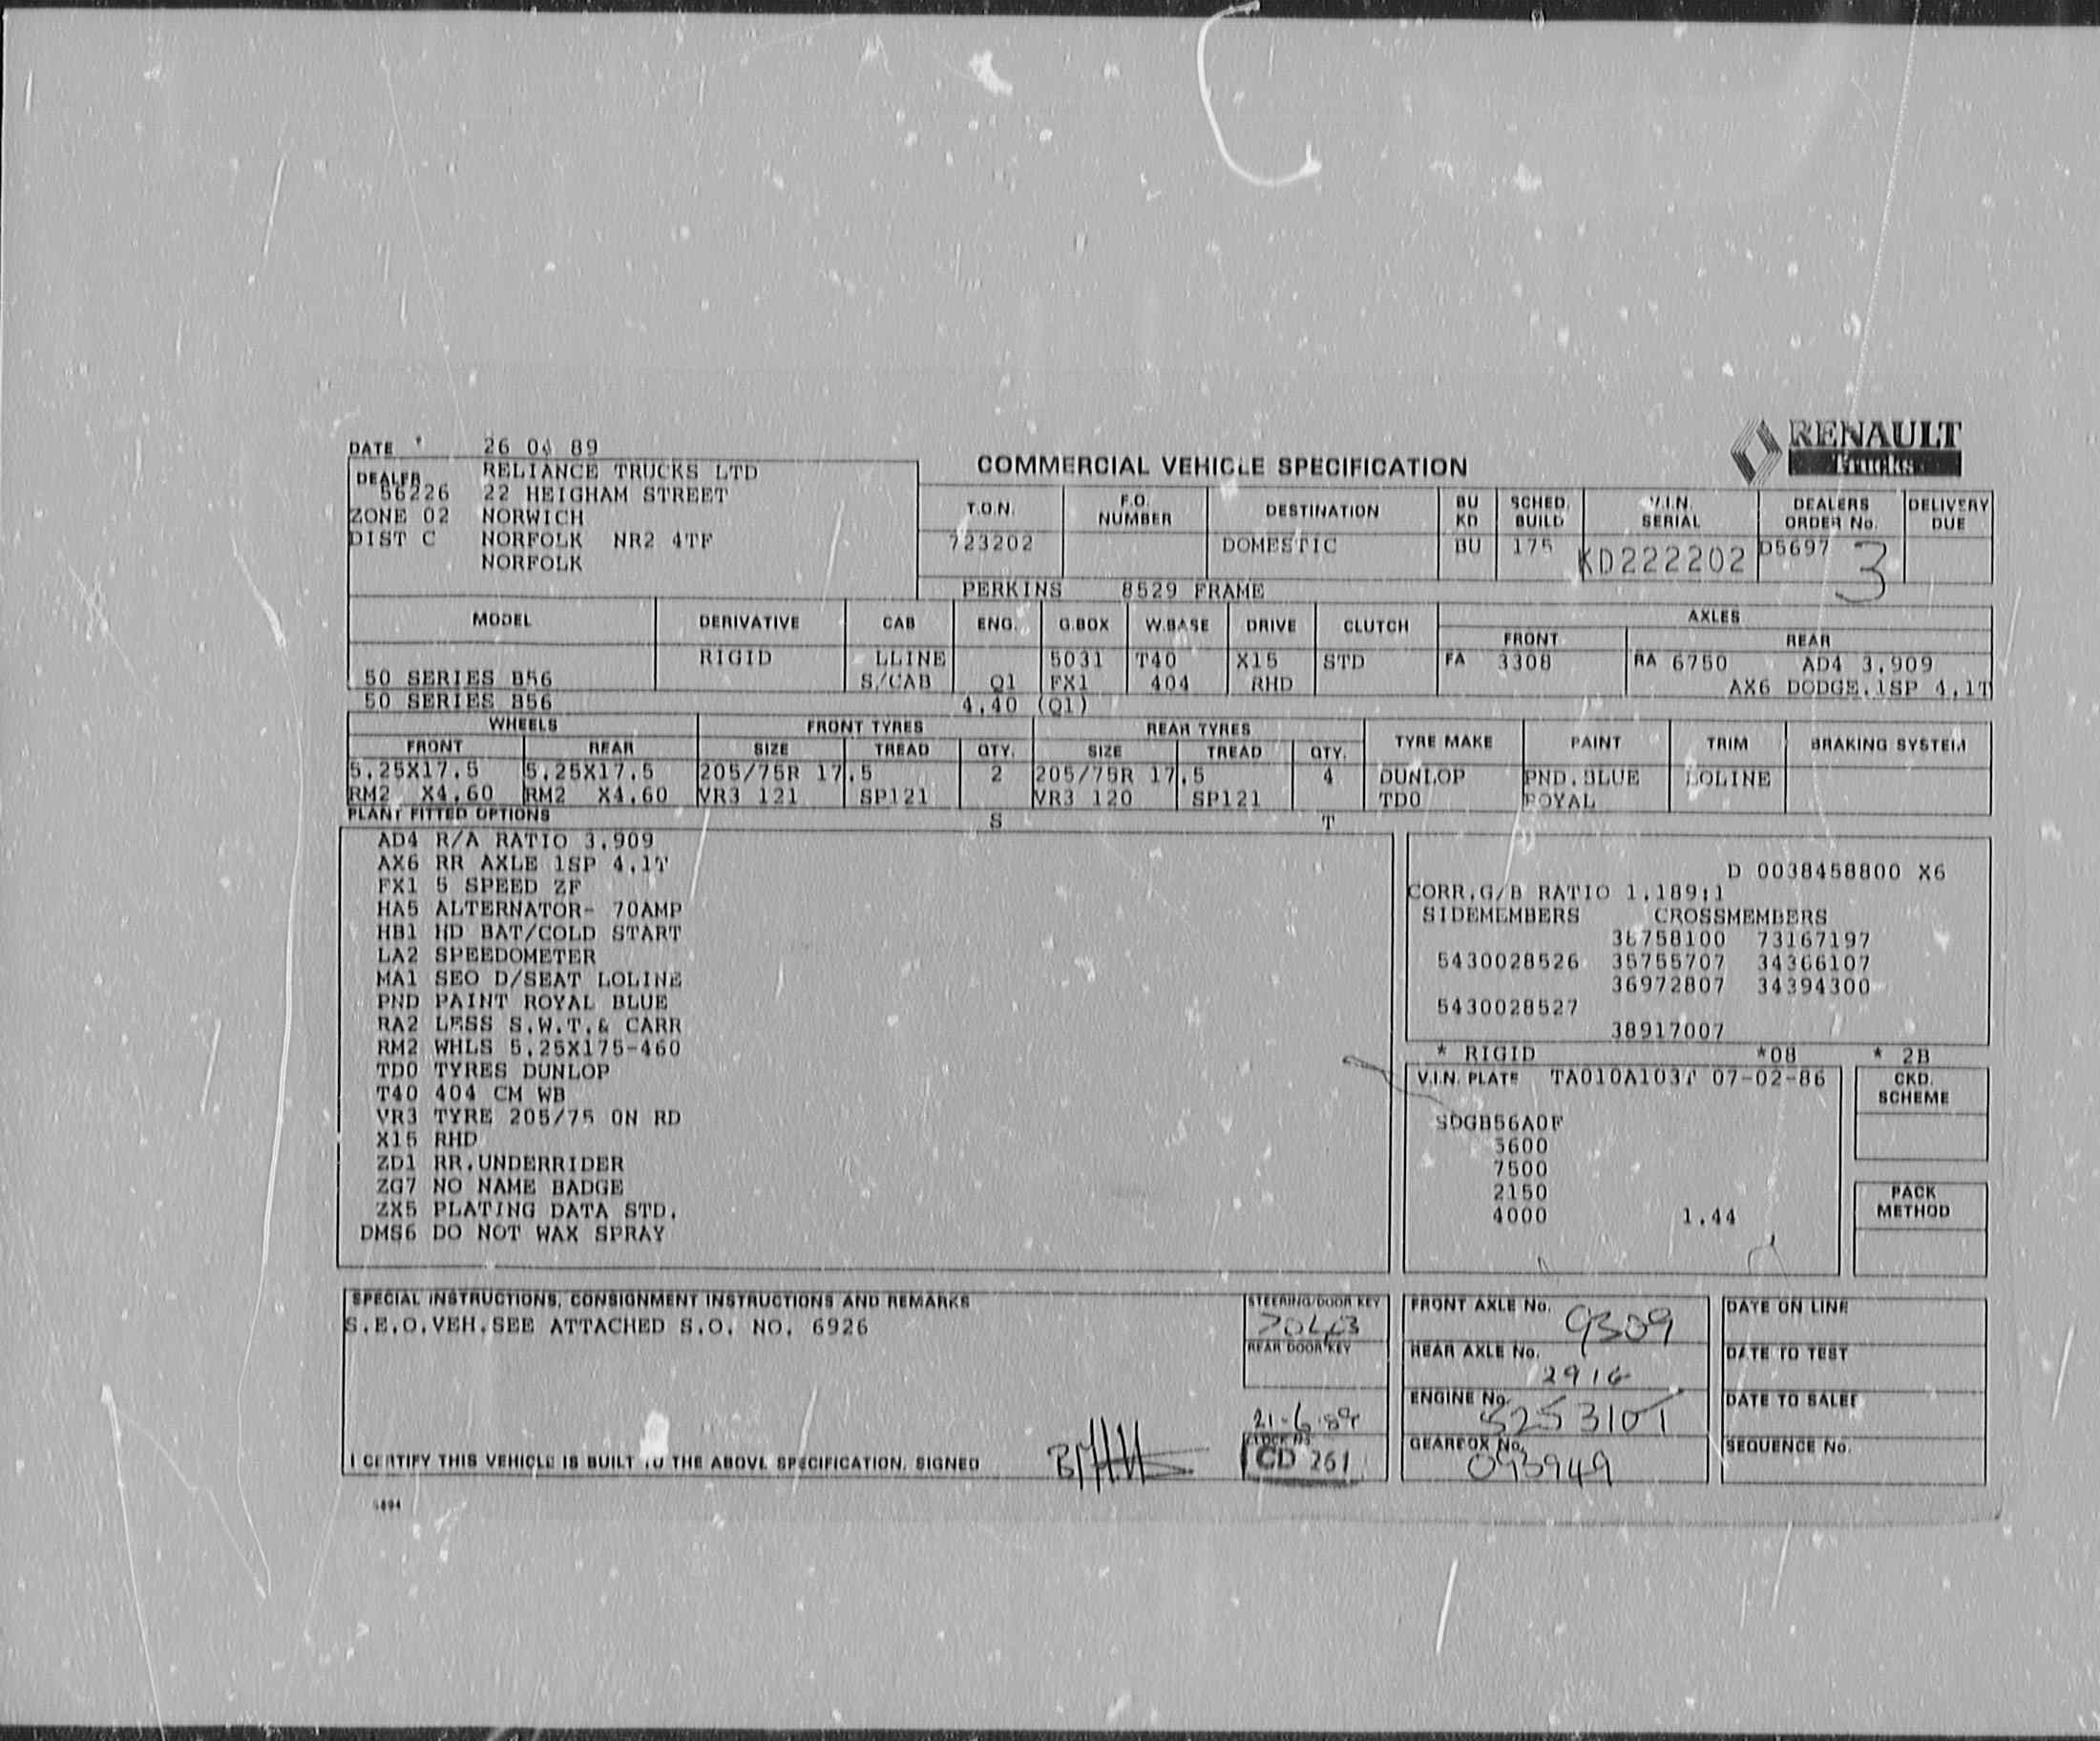 DATE 26 04 89
RENAULT
Trucks
COMMERCIAL VEHICLE SPECIFICATION
DEALER RELIANCE TRUCKS LTD
56226 22 HEIGHAM STREET
ZONE 02 NORWICH
DIST C NORFOLK NR2 4TF
NORFOLK
T.O.N. F.O. NUMBER DESTINATION BU KD SCHED. BUILD V.I.N. SERIAL DEALERS ORDER No. DELIVERY DUE
723202 DOMESTIC BU 175 KD222202 D5697 3
PERKINS 8529 FRAME
MODEL DERIVATIVE CAB ENG. G.BOX W.BASE DRIVE CLUTCH AXLES
FRONT REAR
RIGID LLINE 5031 T40 X15 STD FA 3308 RA 6750 AD4 3.909
50 SERIES B56 S/CAB Q1 FX1 404 RHD AX6 DODGE.1SP 4.1T
50 SERIES B56 4.40 (Q1)
WHEELS FRONT TYRES REAR TYRES TYRE MAKE PAINT TRIM BRAKING SYSTEM
FRONT REAR SIZE TREAD QTY. SIZE TREAD QTY.
5.25X17.5 5.25X17.5 205/75R 17.5 2 205/75R 17.5 4 DUNLOP PND.BLUE LOLINE
RM2 X4.60 RM2 X4.60 VR3 121 SP121 VR3 120 SP121 TD0 ROYAL
PLANT FITTED OPTIONS S T
AD4 R/A RATIO 3.909
AX6 RR AXLE 1SP 4.1T
FX1 5 SPEED ZF
HA5 ALTERNATOR- 70AMP
HB1 HD BAT/COLD START
LA2 SPEEDOMETER
MA1 SEO D/SEAT LOLINE
PND PAINT ROYAL BLUE
RA2 LESS S.W.T.& CARR
RM2 WHLS 5.25X175-460
TD0 TYRES DUNLOP
T40 404 CM WB
VR3 TYRE 205/75 ON RD
X15 RHD
ZD1 RR.UNDERRIDER
ZG7 NO NAME BADGE
ZX5 PLATING DATA STD.
DMS6 DO NOT WAX SPRAY
D 0038458800 X6
CORR.G/B RATIO 1.189:1
SIDEMEMBERS CROSSMEMBERS
36758100 73167197
5430028526 35755707 34366107
36972807 34394300
5430028527
38917007
* RIGID *08 * 2B
V.I.N. PLATE TA010A103T 07-02-86
CKD. SCHEME
SDGB56A0F
5600
7500
2150
4000 1.44
PACK METHOD
SPECIAL INSTRUCTIONS, CONSIGNMENT INSTRUCTIONS AND REMARKS
S.E.O.VEH.SEE ATTACHED S.O. NO. 6926
STEERING/DOOR KEY
REAR DOOR KEY
21-6-89
CLOCK No.
CD 261
I CERTIFY THIS VEHICLE IS BUILT TO THE ABOVE SPECIFICATION. SIGNED
FRONT AXLE No. 9309
REAR AXLE No. 2916
ENGINE No.
GEARBOX No. 093949
DATE ON LINE
DATE TO TEST
DATE TO SALES
SEQUENCE No.